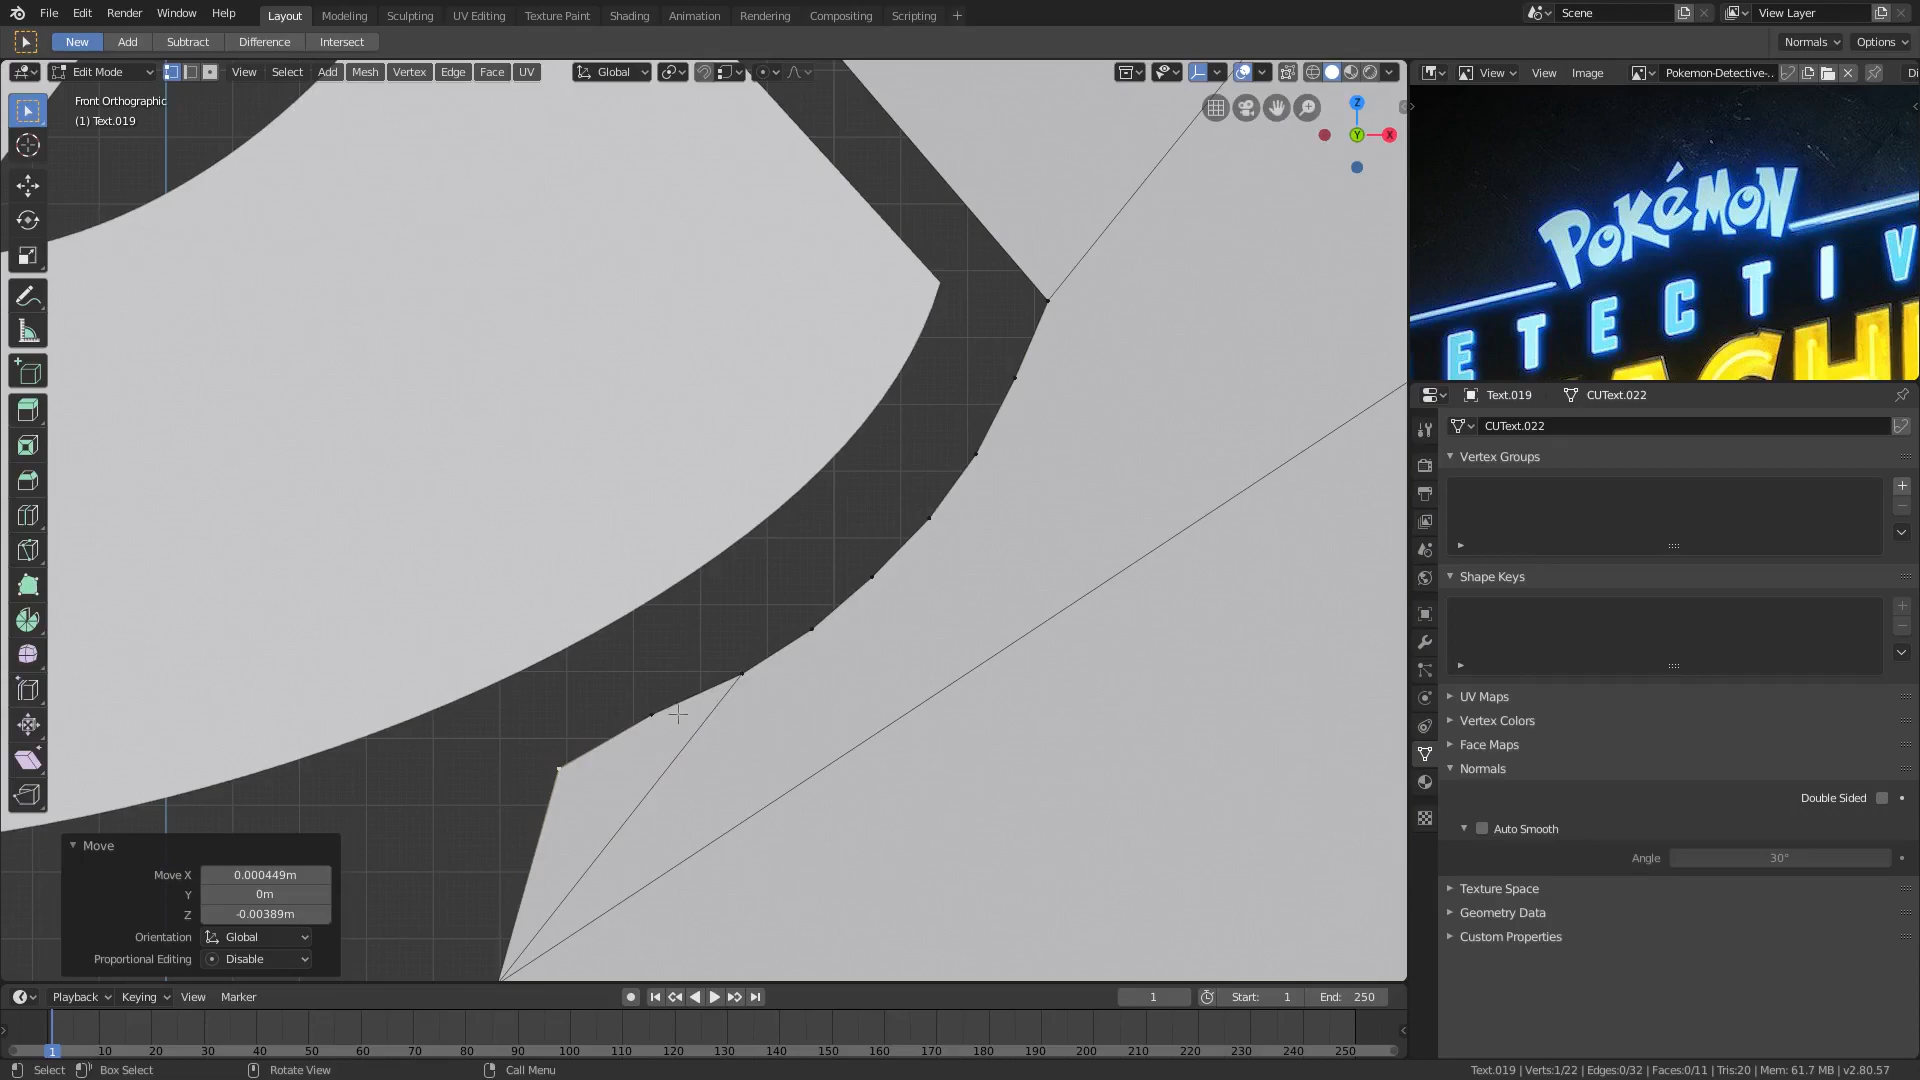 File Edit Render Window Help Layout Modeling Sculpting UV Editing Texture Paint Shading Animation Rendering Compositing Scripting + Scene View Layer
New Add Subtract Difference Intersect Normals Options
Edit Mode View Select Add Mesh Vertex Edge Face UV Global View View Image Pokemon-Detective-.. Di
Front Orthographic
(1) Text.019
Z
Y
X
POKéMON
ETECTIV
ACHU
Text.019 CUText.022
CUText.022
Vertex Groups
Shape Keys
UV Maps
Vertex Colors
Face Maps
Normals
Double Sided
Auto Smooth
Angle 30°
Texture Space
Geometry Data
Custom Properties
Move
Move X 0.000449m
Y 0m
Z -0.00389m
Orientation Global
Proportional Editing Disable
Playback Keying View Marker 1 Start: 1 End: 250
1 10 20 30 40 50 60 70 80 90 100 110 120 130 140 150 160 170 180 190 200 210 220 230 240 250
Select Box Select Rotate View Call Menu Text.019 | Verts:1/22 | Edges:0/32 | Faces:0/11 | Tris:20 | Mem: 61.7 MB | v2.80.57